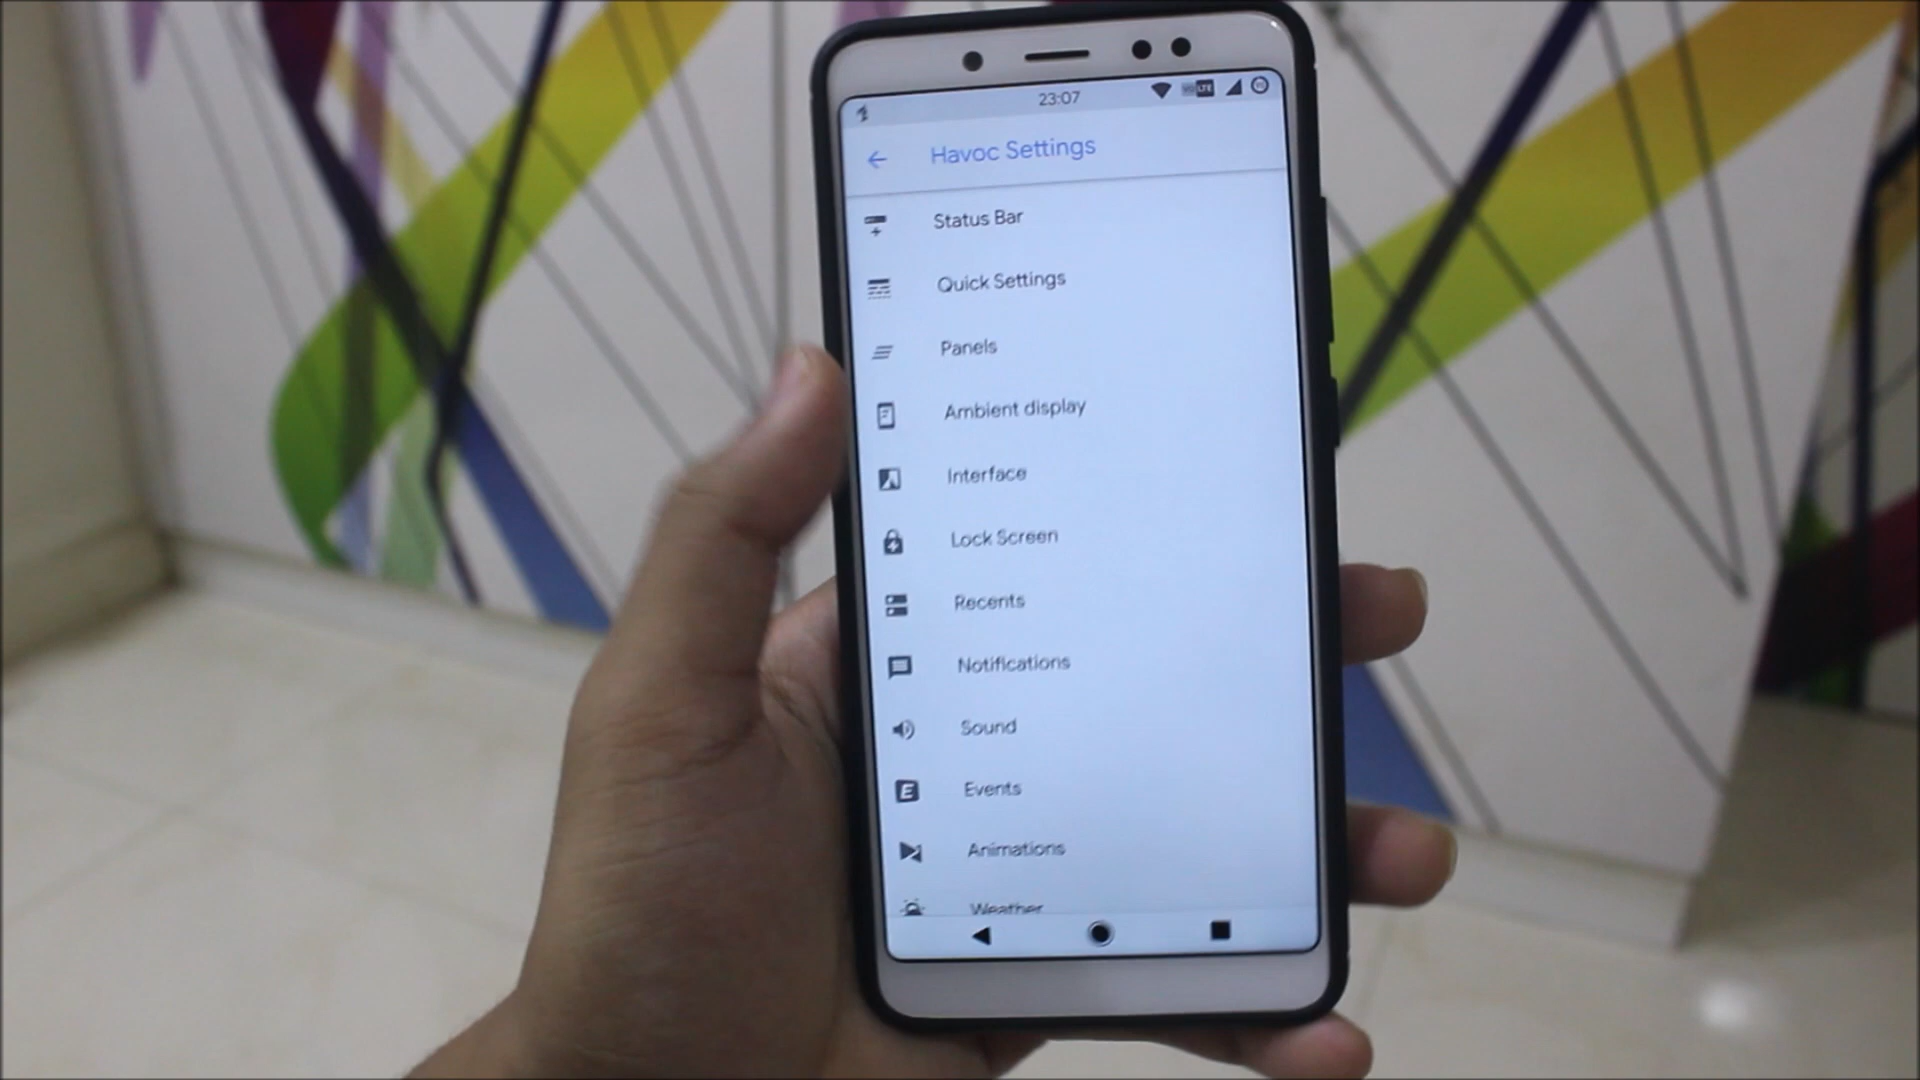 23:07
VoLTE
Havoc Settings
Status Bar
Quick Settings
Panels
Ambient display
Interface
Lock Screen
Recents
Notifications
Sound
E Events
Animations
Weather